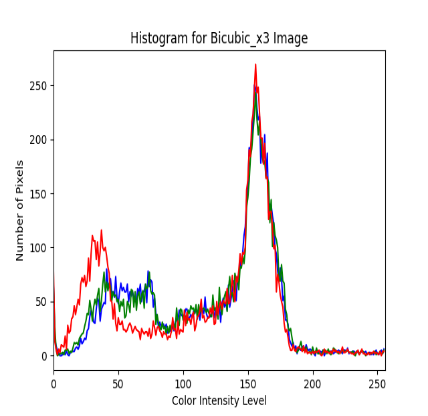 Histogram for Bicubic_x3 Image
Number of Pixels
250
200
150
100
50
0
0 50 100 150 200 250
Color Intensity Level